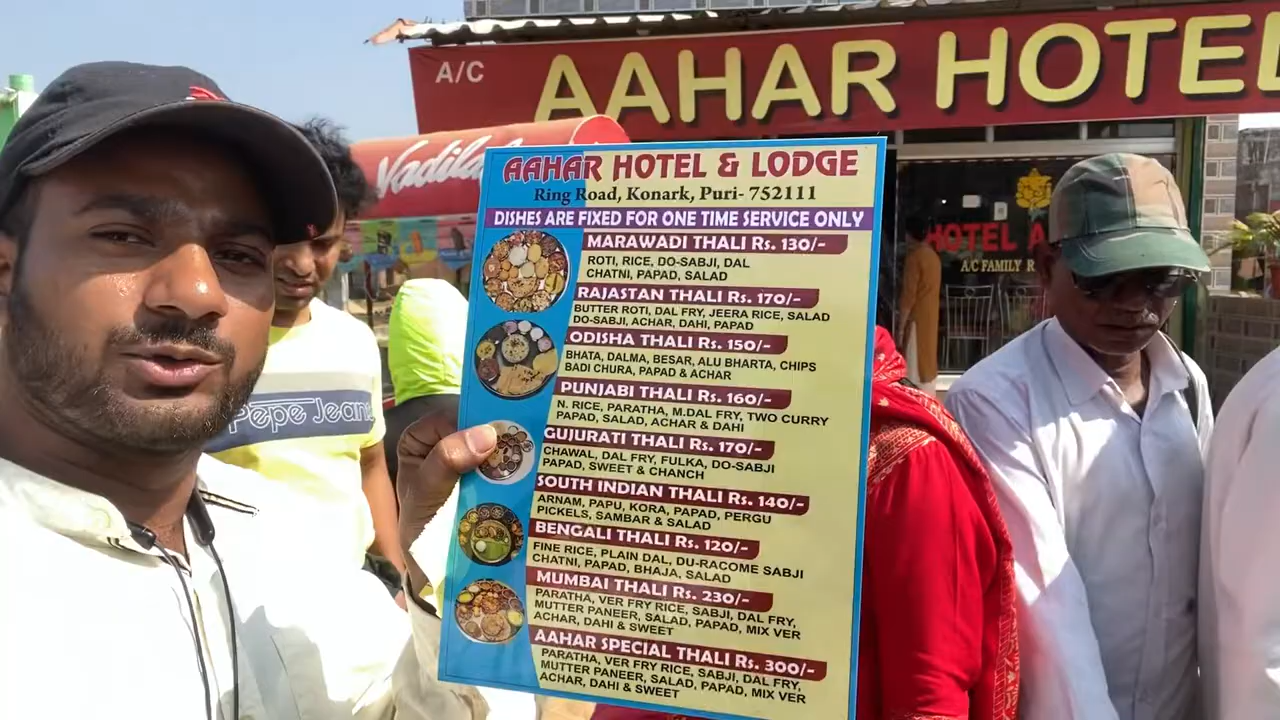 A/C
AAHAR HOTEL
Vadilal
Pepe Jeans
HOTEL A
A/C FAMILY R
AAHAR HOTEL & LODGE
Ring Road, Konark, Puri- 752111
DISHES ARE FIXED FOR ONE TIME SERVICE ONLY
MARAWADI THALI Rs. 130/-
ROTI, RICE, DO-SABJI, DAL
CHATNI, PAPAD, SALAD
RAJASTAN THALI Rs. 170/-
BUTTER ROTI, DAL FRY, JEERA RICE, SALAD
DO-SABJI, ACHAR, DAHI, PAPAD
ODISHA THALI Rs. 150/-
BHATA, DALMA, BESAR, ALU BHARTA, CHIPS
BADI CHURA, PAPAD & ACHAR
PUNJABI THALI Rs. 160/-
N. RICE, PARATHA, M.DAL FRY, TWO CURRY
PAPAD, SALAD, ACHAR & DAHI
GUJURATI THALI Rs. 170/-
CHAWAL, DAL FRY, FULKA, DO-SABJI
PAPAD, SWEET & CHANCH
SOUTH INDIAN THALI Rs. 140/-
ARNAM, PAPU, KORA, PAPAD, PERGU
PICKELS, SAMBAR & SALAD
BENGALI THALI Rs. 120/-
FINE RICE, PLAIN DAL, DU-RACOME SABJI
CHATNI, PAPAD, BHAJA, SALAD
MUMBAI THALI Rs. 230/-
PARATHA, VER FRY RICE, SABJI, DAL FRY,
MUTTER PANEER, SALAD, PAPAD, MIX VER
ACHAR, DAHI & SWEET
AAHAR SPECIAL THALI Rs. 300/-
PARATHA, VER FRY RICE, SABJI, DAL FRY,
MUTTER PANEER, SALAD, PAPAD, MIX VER
ACHAR, DAHI & SWEET